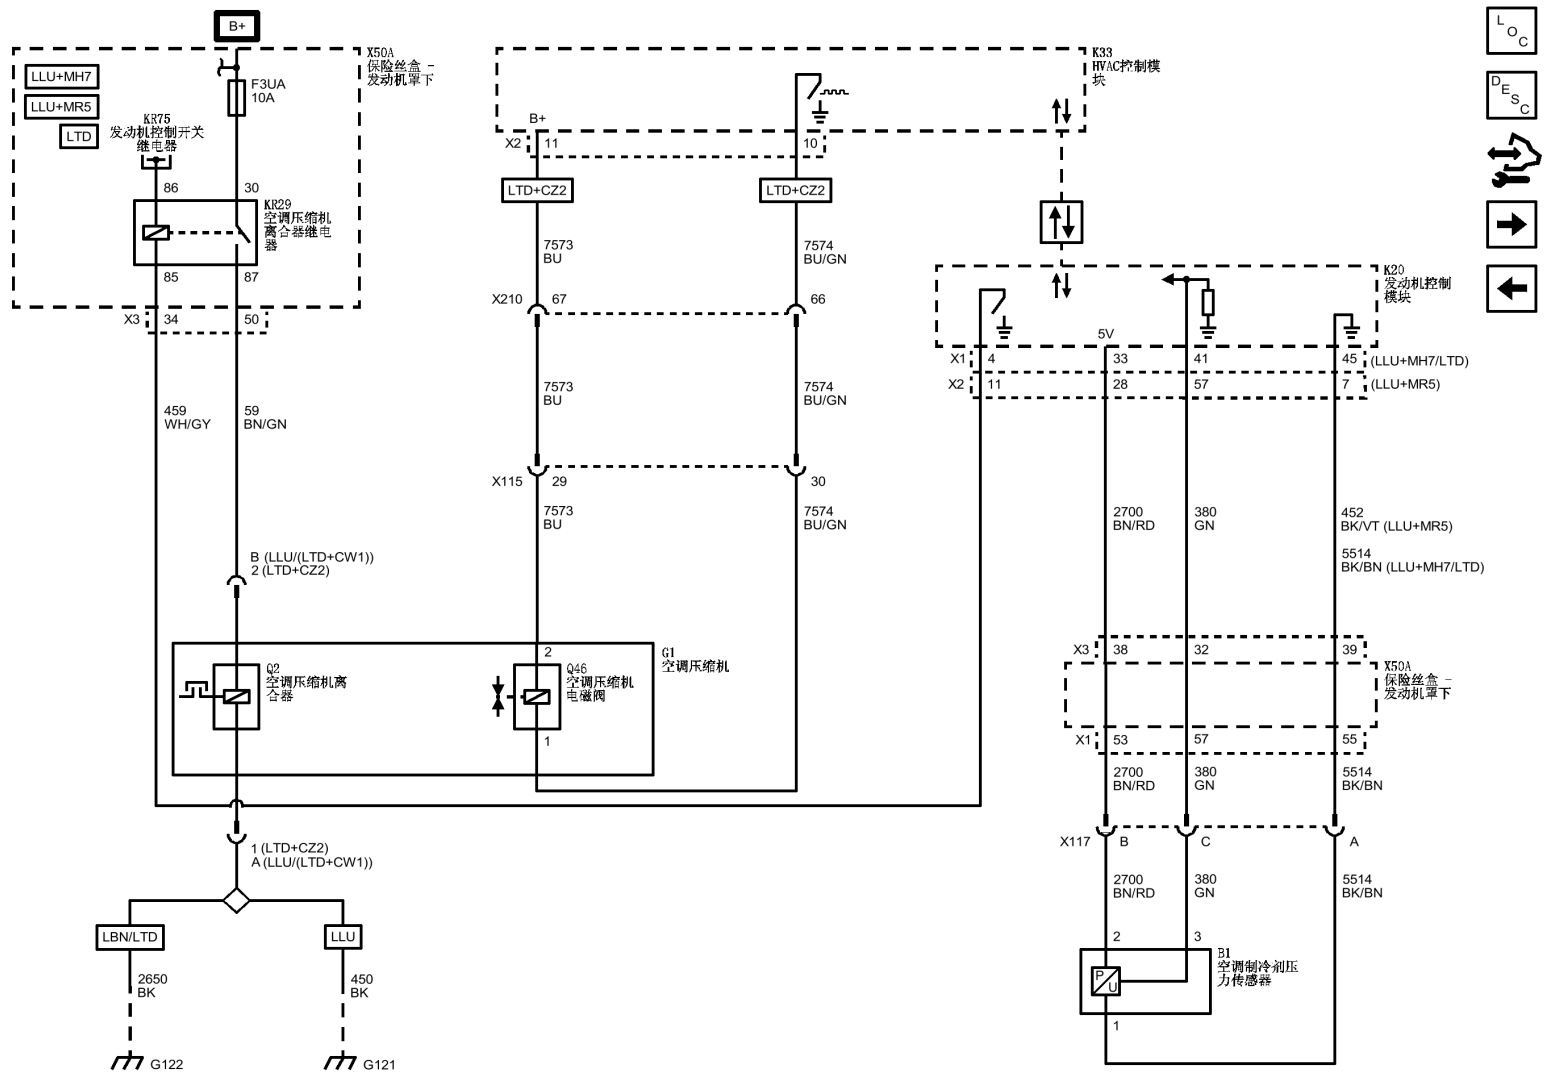 B+
X50A
保险丝盒 -
发动机罩下
LLU+MH7
LLU+MR5
LTD
F3UA
10A
KR75
发动机控制开关
继电器
86
30
KR29
空调压缩机
离合器继电
器
85
87
X3
34
50
459
WH/GY
59
BN/GN
B (LLU/(LTD+CW1))
2 (LTD+CZ2)
Q2
空调压缩机离
合器
1 (LTD+CZ2)
A (LLU/(LTD+CW1))
LBN/LTD
LLU
2650
BK
450
BK
G122
G121
K33
HVAC控制模
块
B+
X2
11
10
LTD+CZ2
LTD+CZ2
7573
BU
7574
BU/GN
X210
67
66
7573
BU
7574
BU/GN
X115
29
30
7573
BU
7574
BU/GN
2
G1
空调压缩机
Q46
空调压缩机
电磁阀
1
K20
发动机控制
模块
5V
X1
4
33
41
45
(LLU+MH7/LTD)
X2
11
28
57
7
(LLU+MR5)
2700
BN/RD
380
GN
452
BK/VT (LLU+MR5)
5514
BK/BN (LLU+MH7/LTD)
X3
38
32
39
X50A
保险丝盒 -
发动机罩下
X1
53
57
55
2700
BN/RD
380
GN
5514
BK/BN
X117
B
C
A
2700
BN/RD
380
GN
5514
BK/BN
2
3
B1
空调制冷剂压
力传感器
P
U
1
LOC
DESC